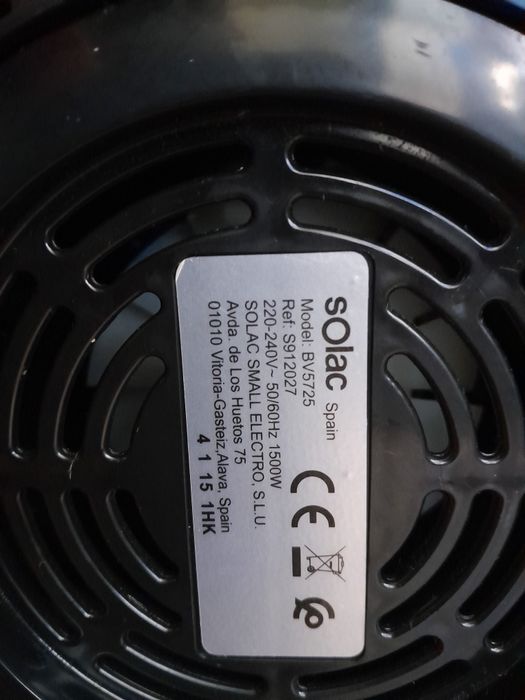 solac Spain
Model: BV5725
Ref: S912027
220-240V~ 50/60Hz 1500W
SOLAC SMALL ELECTRO, S.L.U.
Avda. de Los Huetos 75
01010 Vitoria-Gasteiz,Alava, Spain
4 1 15 1HK
CE